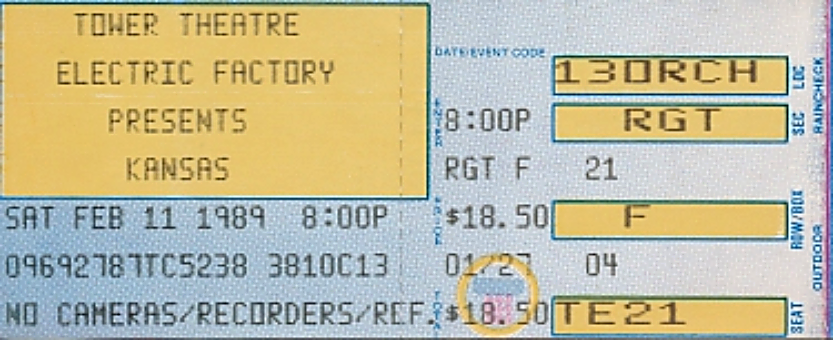 TOWER THEATRE
ELECTRIC FACTORY
PRESENTS
KANSAS
SAT FEB 11 1989 8:00P
09692787TC5238 3810C13
NO CAMERAS/RECORDERS/REF.
DATE/EVENT CODE
8:00P
RGT F 21
$18.50
01/27 04
$18.50
130RCH
RGT
F
TE21
LOC
SEC
ROW/BOX
SEAT
RAINCHECK
OUTDOOR